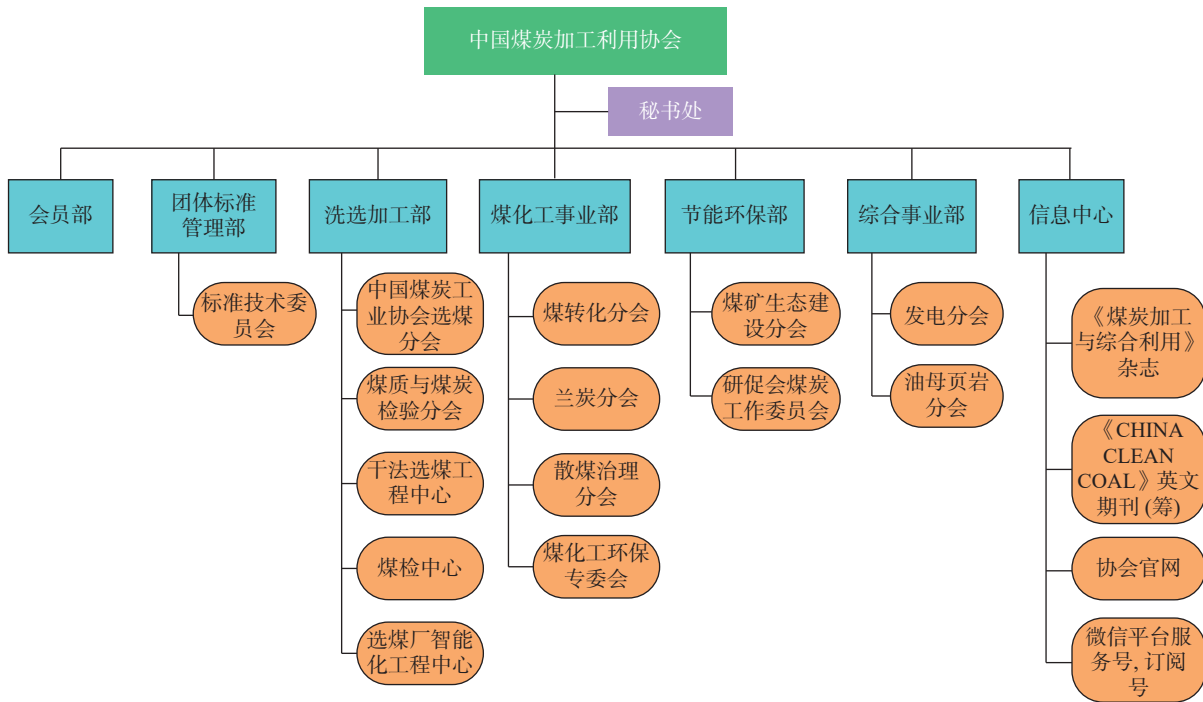 中国煤炭加工利用协会
秘书处
会员部
团体标准
管理部
洗选加工部
煤化工事业部
节能环保部
综合事业部
信息中心
标准技术委
员会
中国煤炭工
业协会选煤
分会
煤质与煤炭
检验分会
干法选煤工
程中心
煤检中心
选煤厂智能
化工程中心
煤转化分会
兰炭分会
散煤治理
分会
煤化工环保
专委会
煤矿生态建
设分会
研促会煤炭
工作委员会
发电分会
油母页岩
分会
《煤炭加工
与综合利用》
杂志
《CHINA
CLEAN
COAL》英文
期刊 (筹)
协会官网
微信平台服
务号, 订阅
号